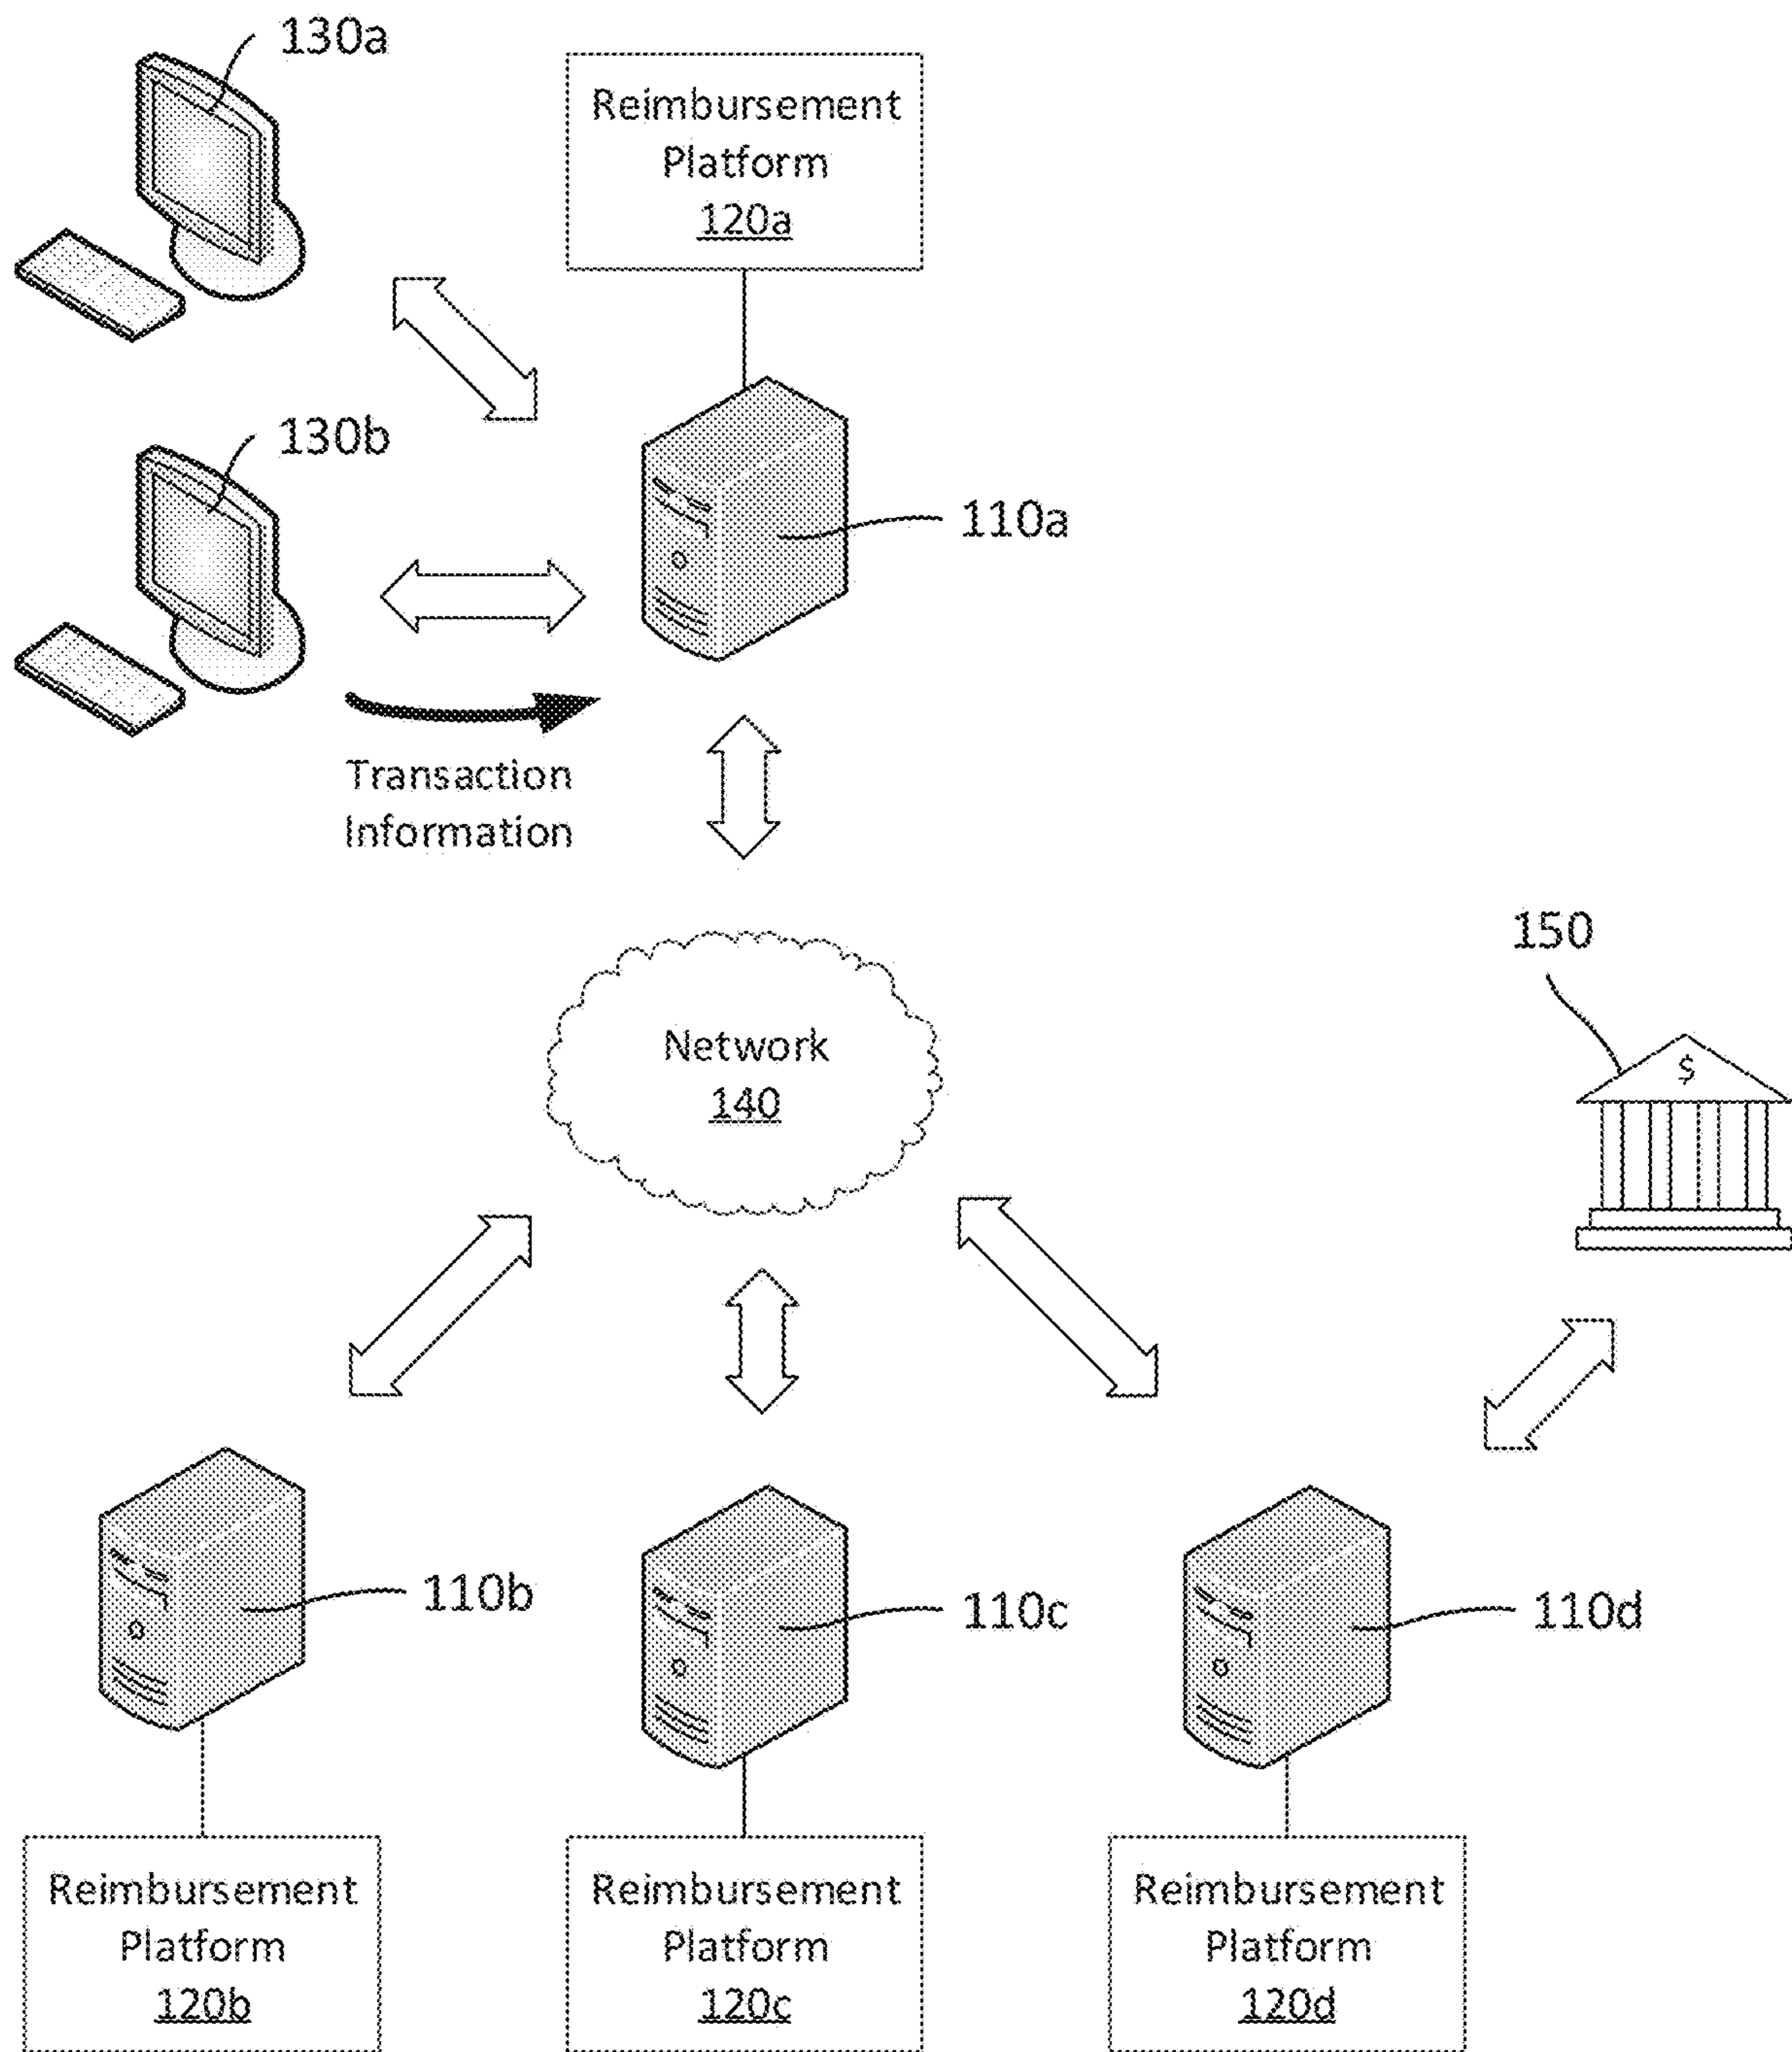 130a
Reimbursement
Platform
120a
130b
110a
Transaction
Information
150
$
Network
140
110b
110c
110d
Reimbursement
Platform
120b
Reimbursement
Platform
120c
Reimbursement
Platform
120d